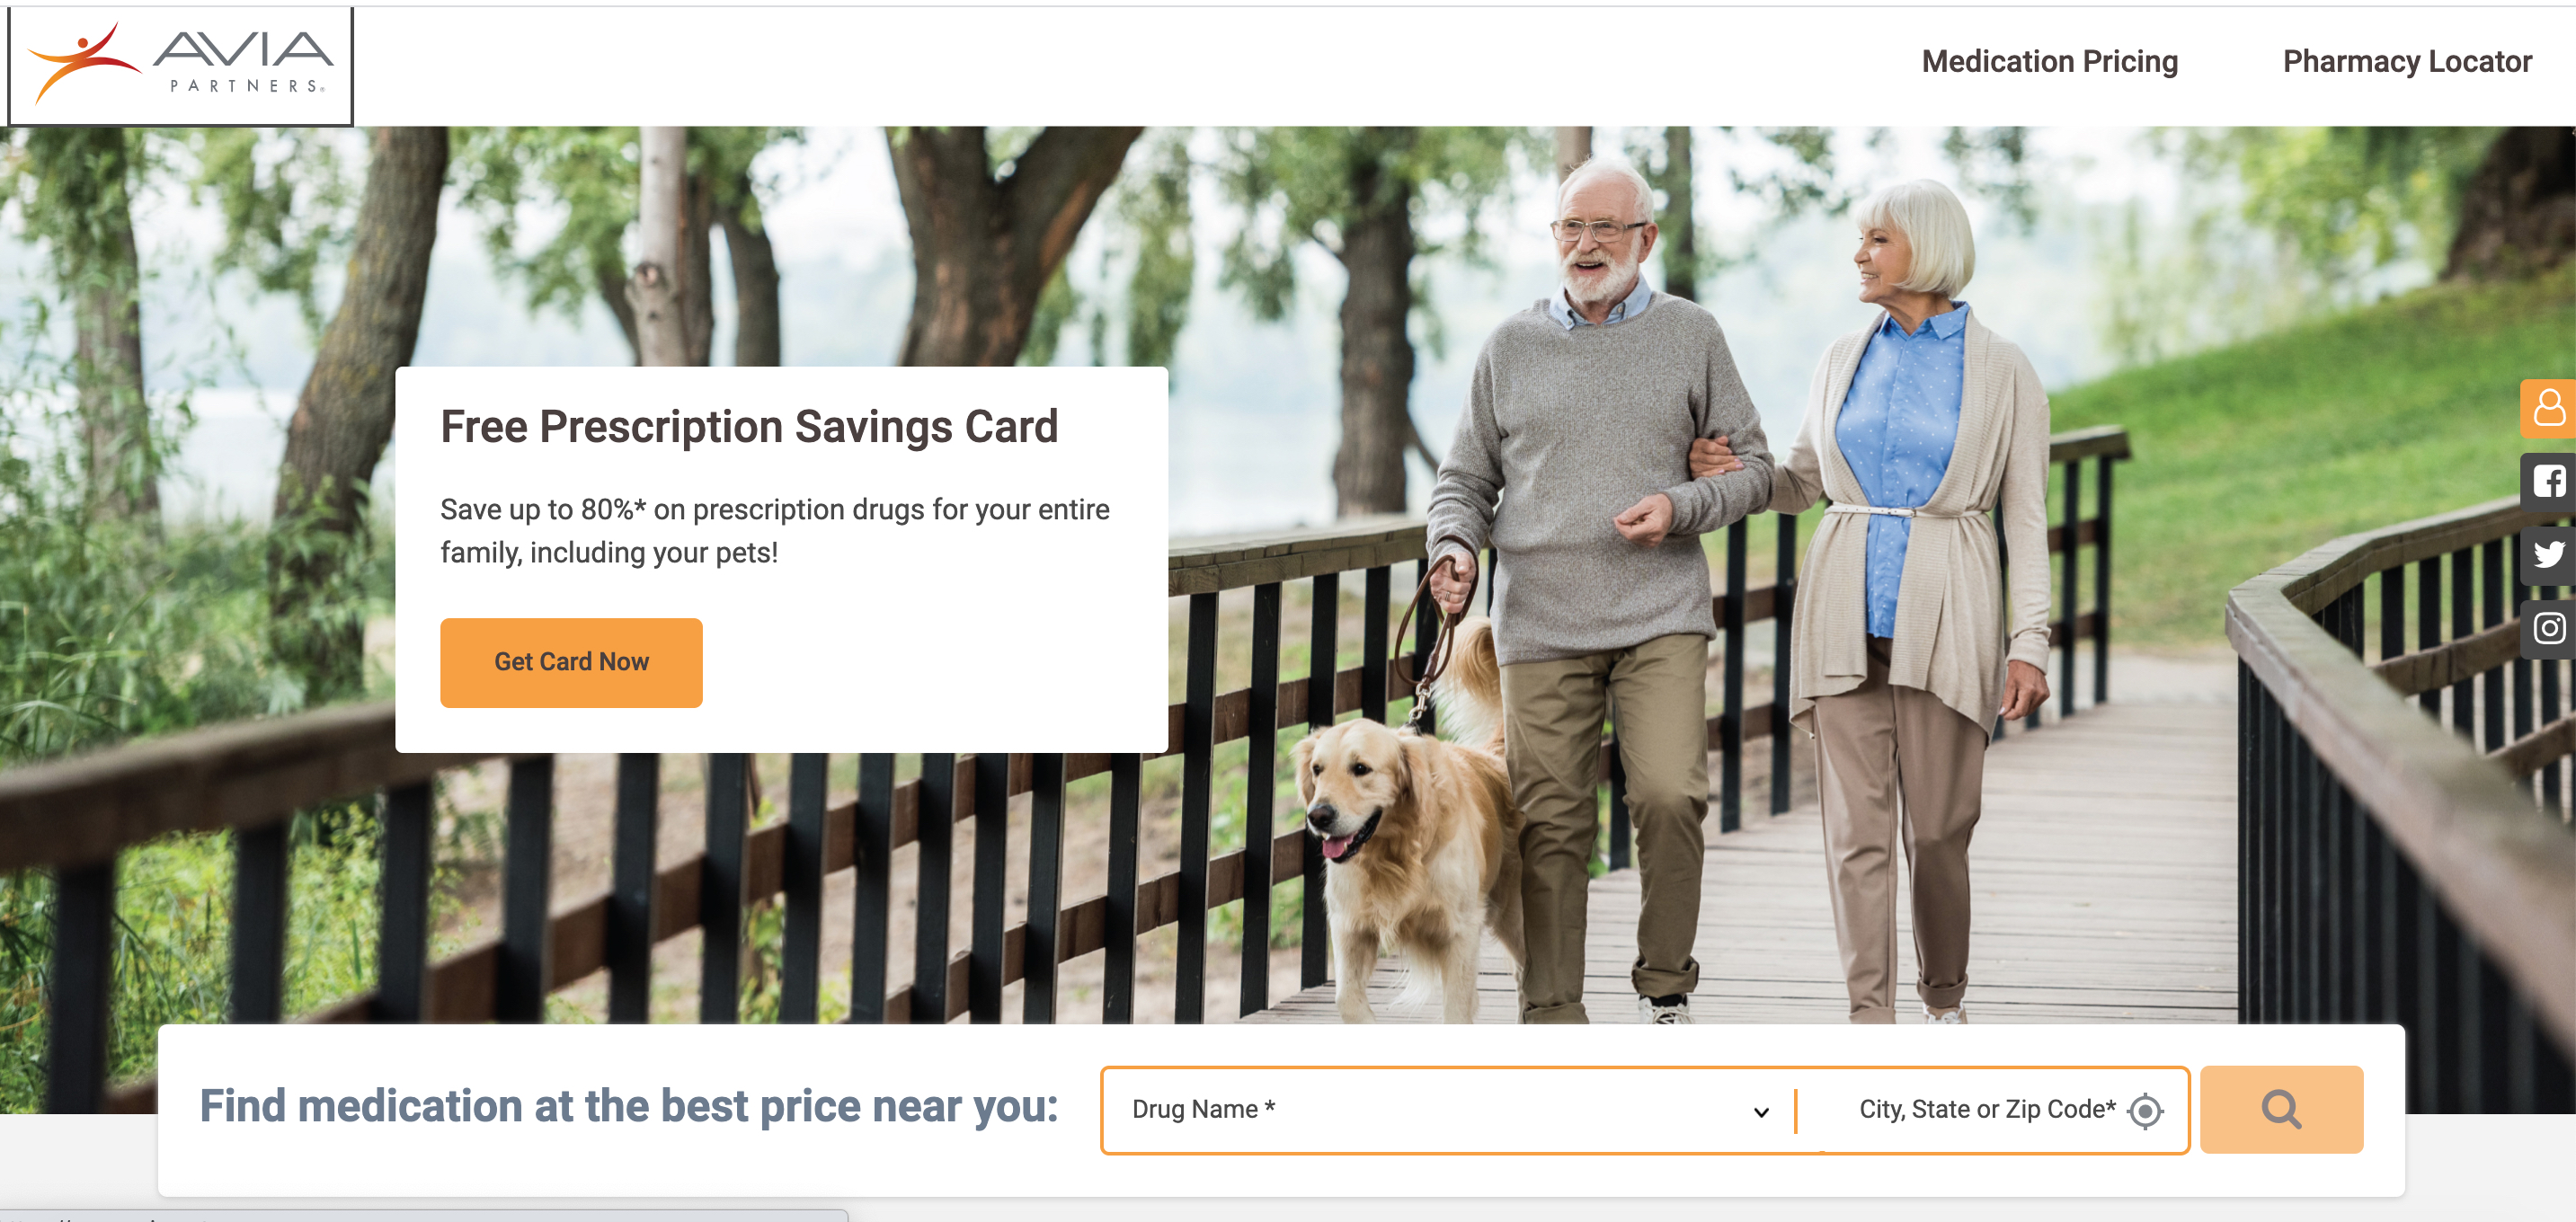 AVIA
PARTNERS®
Medication Pricing
Pharmacy Locator
Free Prescription Savings Card
Save up to 80%* on prescription drugs for your entire
family, including your pets!
Get Card Now
Find medication at the best price near you:
Drug Name *
City, State or Zip Code*